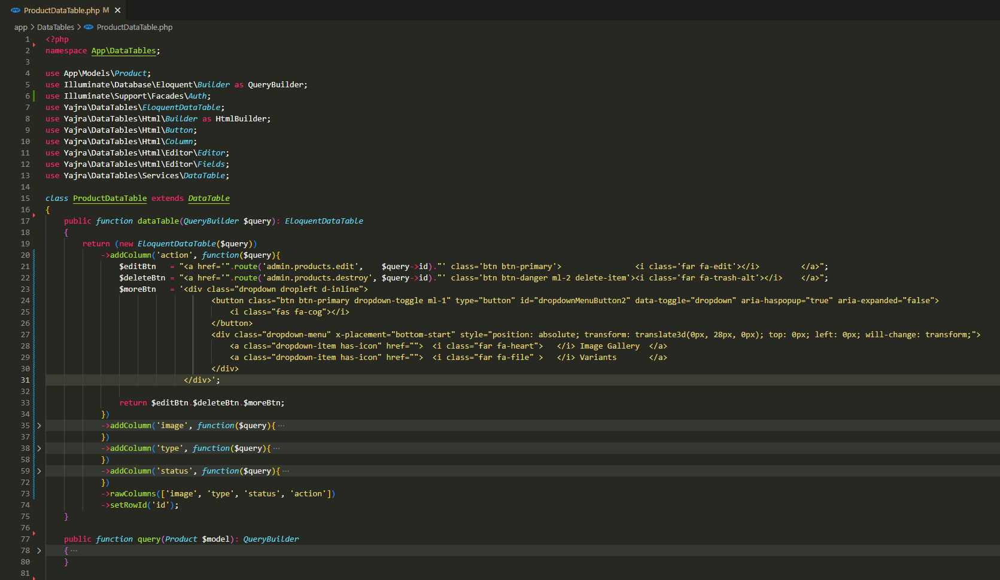 ProductDataTable.php M ×
app > DataTables > ProductDataTable.php
1 <?php
2 namespace App\DataTables;
3
4 use App\Models\Product;
5 use Illuminate\Database\Eloquent\Builder as QueryBuilder;
6 use Illuminate\Support\Facades\Auth;
7 use Yajra\DataTables\EloquentDataTable;
8 use Yajra\DataTables\Html\Builder as HtmlBuilder;
9 use Yajra\DataTables\Html\Button;
10 use Yajra\DataTables\Html\Column;
11 use Yajra\DataTables\Html\Editor\Editor;
12 use Yajra\DataTables\Html\Editor\Fields;
13 use Yajra\DataTables\Services\DataTable;
14
15 class ProductDataTable extends DataTable
16 {
17     public function dataTable(QueryBuilder $query): EloquentDataTable
18     {
19         return (new EloquentDataTable($query))
20             ->addColumn('action', function($query){
21                 $editBtn   = "<a href='".route('admin.products.edit',    $query->id)."' class='btn btn-primary'>                <i class='far fa-edit'></i>         </a>";
22                 $deleteBtn = "<a href='".route('admin.products.destroy', $query->id)."' class='btn btn-danger ml-2 delete-item'><i class='far fa-trash-alt'></i>    </a>";
23                 $moreBtn   = '<div class="dropdown dropleft d-inline">
24                                     <button class="btn btn-primary dropdown-toggle ml-1" type="button" id="dropdownMenuButton2" data-toggle="dropdown" aria-haspopup="true" aria-expanded="false">
25                                         <i class="fas fa-cog"></i>
26                                     </button>
27                                     <div class="dropdown-menu" x-placement="bottom-start" style="position: absolute; transform: translate3d(0px, 28px, 0px); top: 0px; left: 0px; will-change: transform;">
28                                         <a class="dropdown-item has-icon" href="">  <i class="far fa-heart">   </i> Image Gallery  </a>
29                                         <a class="dropdown-item has-icon" href="">  <i class="far fa-file" >   </i> Variants       </a>
30                                     </div>
31                               </div>';
32
33                 return $editBtn.$deleteBtn.$moreBtn;
34             })
35             ->addColumn('image', function($query){ ···
37             })
38             ->addColumn('type', function($query){ ···
58             })
59             ->addColumn('status', function($query){ ···
72             })
73             ->rawColumns(['image', 'type', 'status', 'action'])
74             ->setRowId('id');
75     }
76
77     public function query(Product $model): QueryBuilder
78     { ···
80     }
81